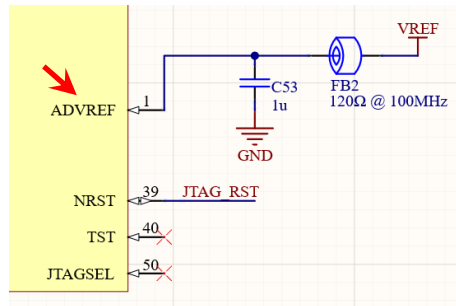 VREF
1
ADVREF
C53
1u
FB2
120Ω @ 100MHz
GND
NRST
39
JTAG_RST
TST
40
JTAGSEL
50